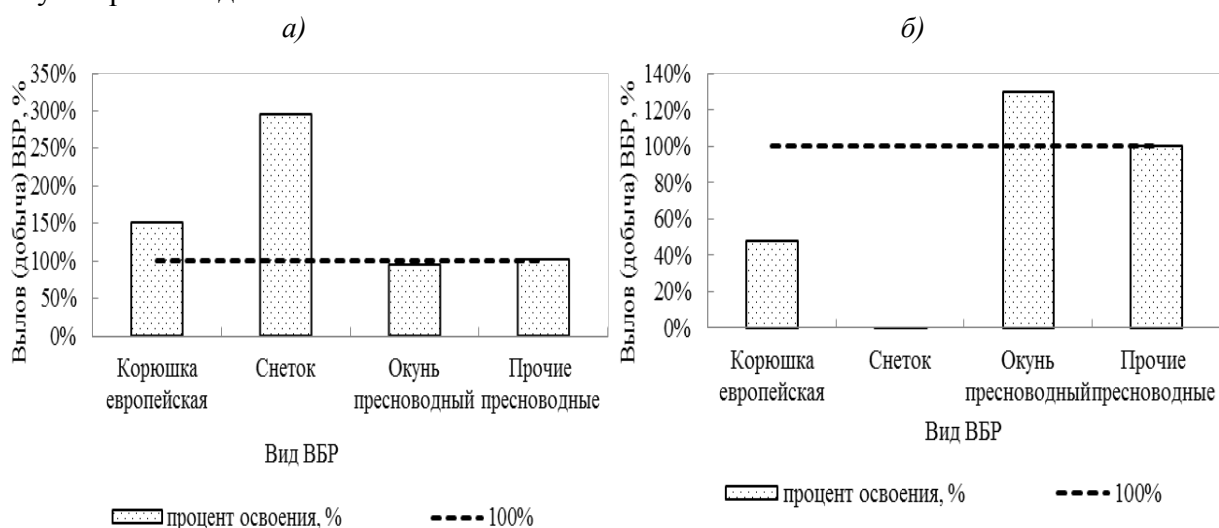 а)
б)
Вылов (добыча) ВБР, %
350%
300%
250%
200%
150%
100%
50%
0%
Корюшка европейская
Снеток
Окунь пресноводный
Прочие пресноводные
Вид ВБР
процент освоения, %
100%
Вылов (добыча) ВБР, %
140%
120%
100%
80%
60%
40%
20%
0%
Корюшка европейская
Снеток
Окунь пресноводный
Прочие пресноводные
Вид ВБР
процент освоения, %
100%